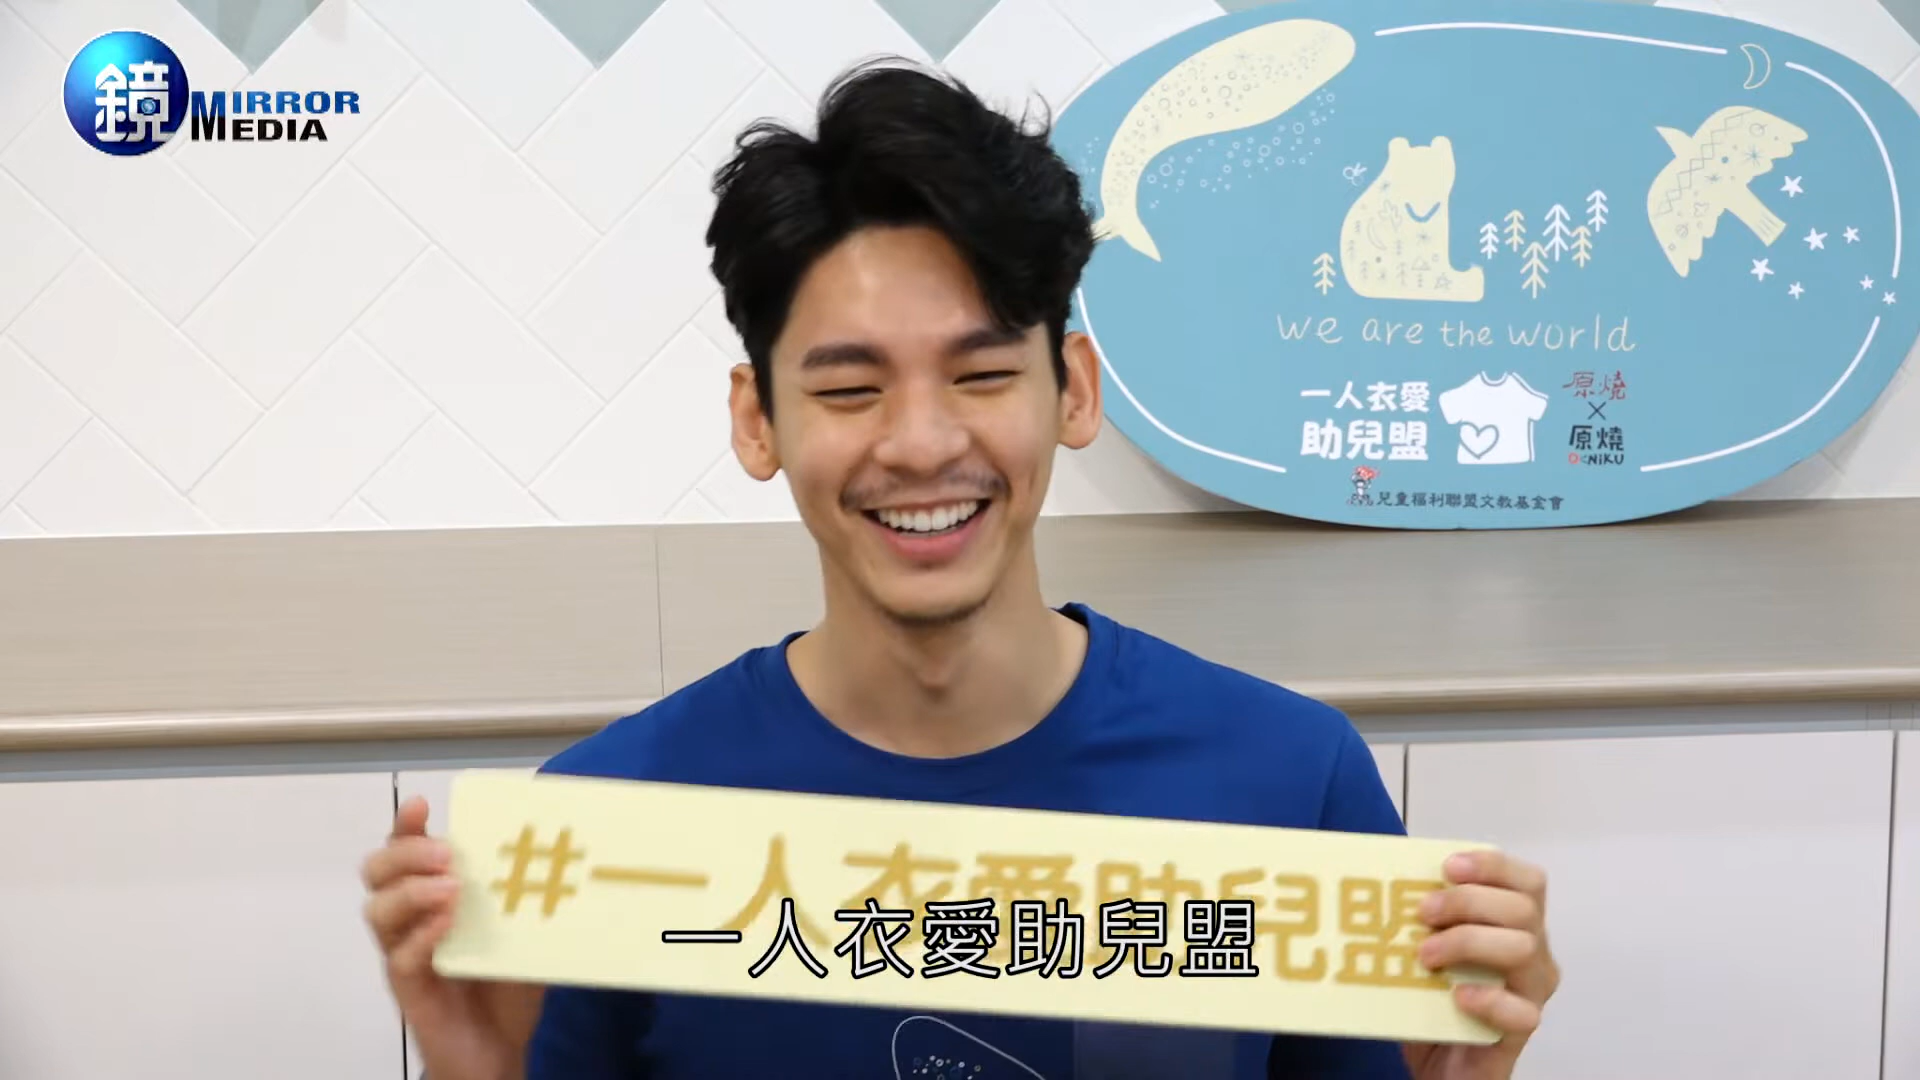 鏡 MIRROR MEDIA
we are the world
一人衣愛
助兒盟
原燒
×
原燒
兒童福利聯盟文教基金會
#一人衣愛助兒盟
一人衣愛助兒盟